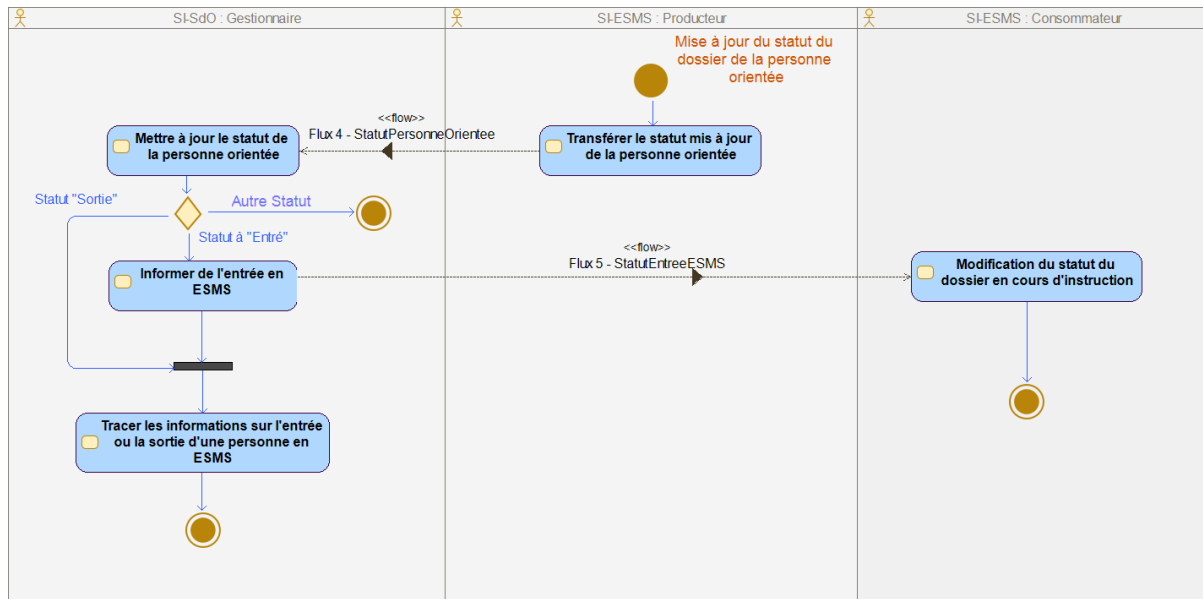 SI-SdO : Gestionnaire
SI-ESMS : Producteur
SI-ESMS : Consommateur
Mise à jour du statut du
dossier de la personne
orientée
<<flow>>
Flux 4 - StatutPersonneOrientee
Mettre à jour le statut de
la personne orientée
Transférer le statut mis à jour
de la personne orientée
Statut "Sortie"
Autre Statut
Statut à "Entré"
<<flow>>
Flux 5 - StatutEntreeESMS
Informer de l'entrée en
ESMS
Modification du statut du
dossier en cours d'instruction
Tracer les informations sur l'entrée
ou la sortie d'une personne en
ESMS